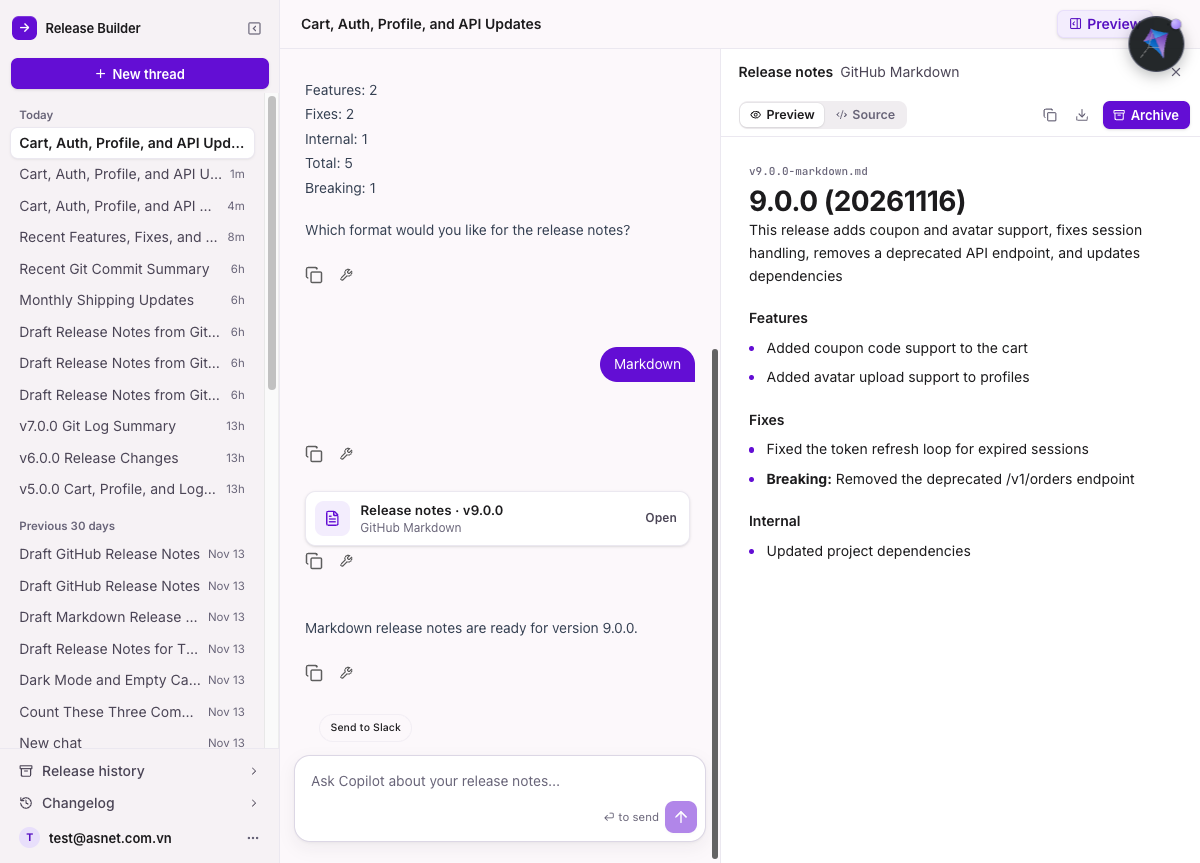 Release Builder
New thread
Today
Cart, Auth, Profile, and API Upd...
Cart, Auth, Profile, and API U... 1m
Cart, Auth, Profile, and API ... 4m
Recent Features, Fixes, and ... 8m
Recent Git Commit Summary 6h
Monthly Shipping Updates 6h
Draft Release Notes from Git... 6h
Draft Release Notes from Git... 6h
Draft Release Notes from Git... 6h
v7.0.0 Git Log Summary 13h
v6.0.0 Release Changes 13h
v5.0.0 Cart, Profile, and Log... 13h
Previous 30 days
Draft GitHub Release Notes Nov 13
Draft GitHub Release Notes Nov 13
Draft Markdown Release ... Nov 13
Draft Release Notes for T... Nov 13
Dark Mode and Empty Ca... Nov 13
Count These Three Com... Nov 13
New chat Nov 13
Release history
Changelog
T test@asnet.com.vn
Cart, Auth, Profile, and API Updates
Preview
Features: 2
Fixes: 2
Internal: 1
Total: 5
Breaking: 1
Which format would you like for the release notes?
Markdown
Release notes · v9.0.0
GitHub Markdown
Open
Markdown release notes are ready for version 9.0.0.
Send to Slack
Ask Copilot about your release notes...
to send
Release notes GitHub Markdown
Preview Source Archive
v9.0.0-markdown.md
9.0.0 (20261116)
This release adds coupon and avatar support, fixes session
handling, removes a deprecated API endpoint, and updates
dependencies
Features
Added coupon code support to the cart
Added avatar upload support to profiles
Fixes
Fixed the token refresh loop for expired sessions
Breaking: Removed the deprecated /v1/orders endpoint
Internal
Updated project dependencies